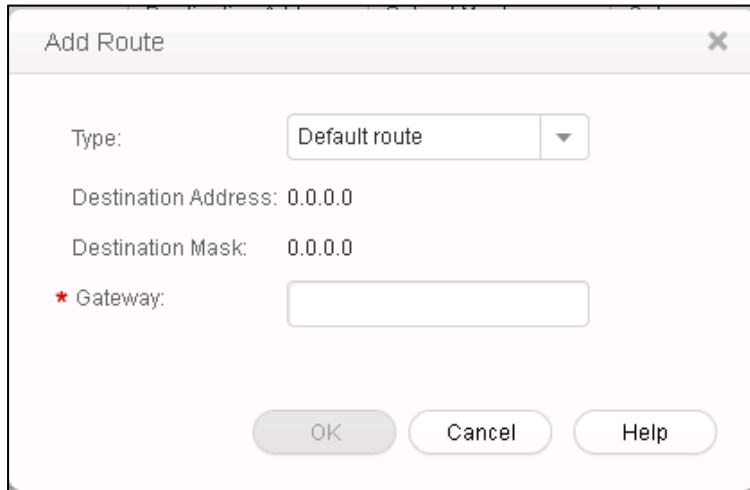 Add Route
Type: Default route
Destination Address: 0.0.0.0
Destination Mask: 0.0.0.0
* Gateway:
OK Cancel Help